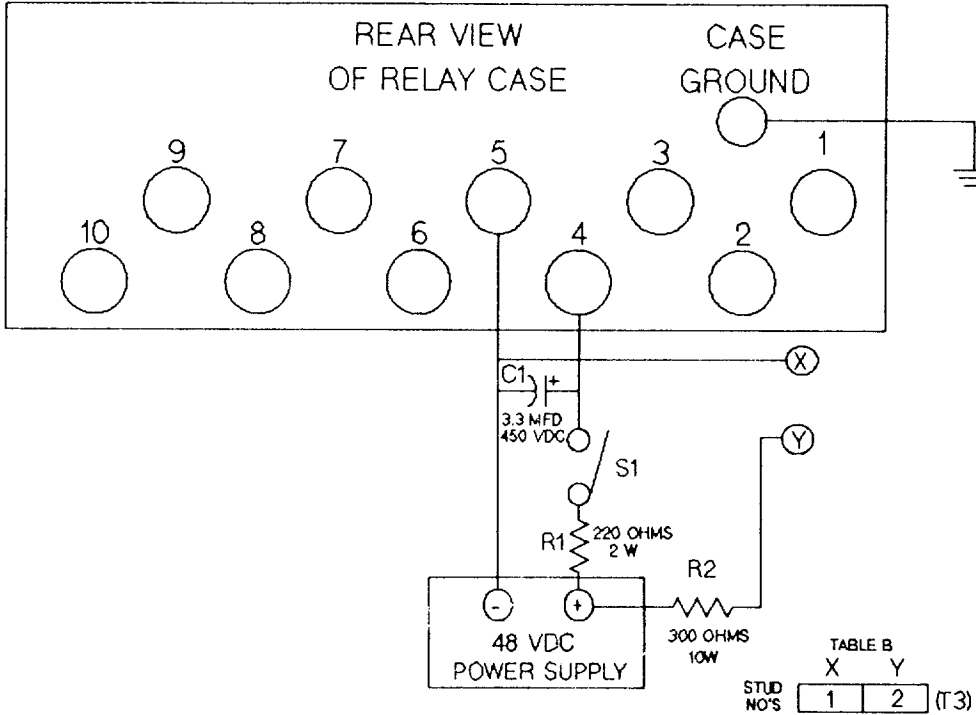 REAR VIEW
OF RELAY CASE
CASE
GROUND
9
7
5
3
1
10
8
6
4
2
X
C1
+
3.3 MFD
450 VDC
Y
S1
R1
220 OHMS
2 W
R2
-
+
300 OHMS
10W
48 VDC
POWER SUPPLY
TABLE B
X Y
STUD
NO'S
1 2 (T3)